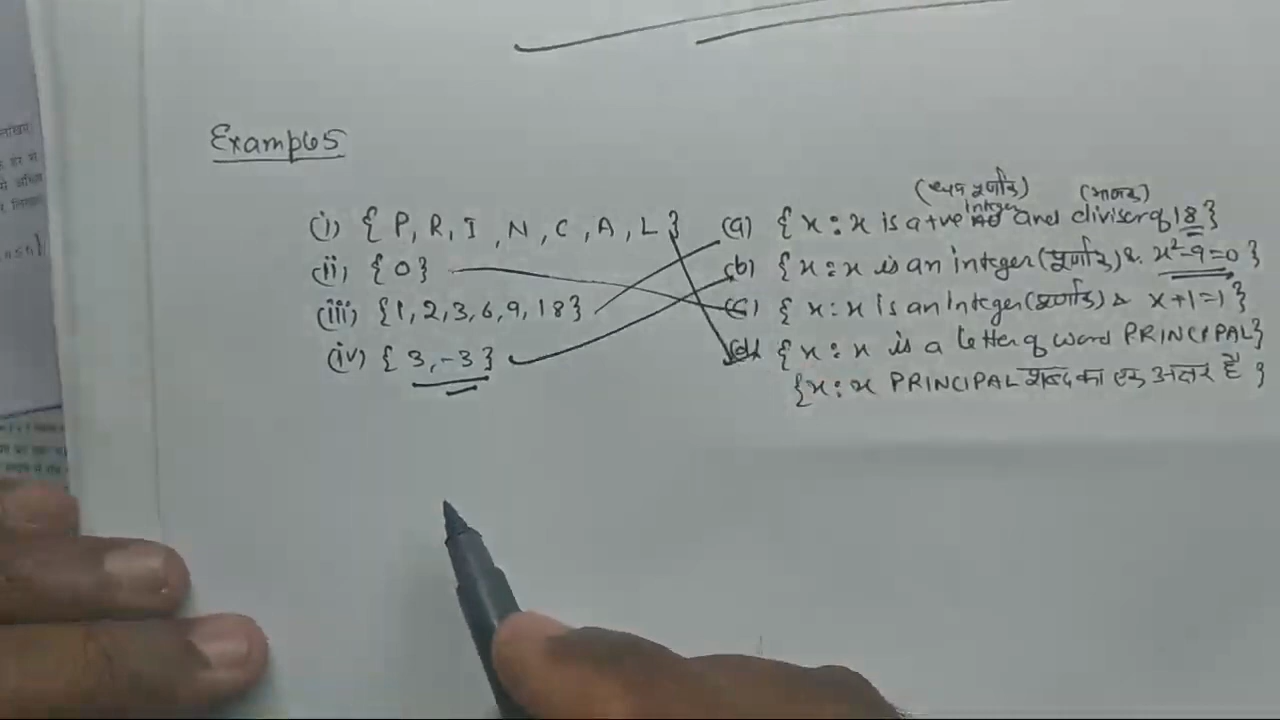 Examples
(i) { P, R, I, N, C, A, L }
(ii) { 0 }
(iii) {1, 2, 3, 6, 9, 18}
(iv) { 3, -3 }
(धन पूर्णांक) (भाजक)
integer
(a) { x : x is a +ve and divisor of 18 }
(b) { x : x is an integer (पूर्णांक) & x²-9=0 }
(c) { x : x is an Integer (पूर्णांक) & x+1=1 }
(d) { x : x is a letter of word PRINCIPAL}
{x : x PRINCIPAL शब्द का एक अक्षर है }